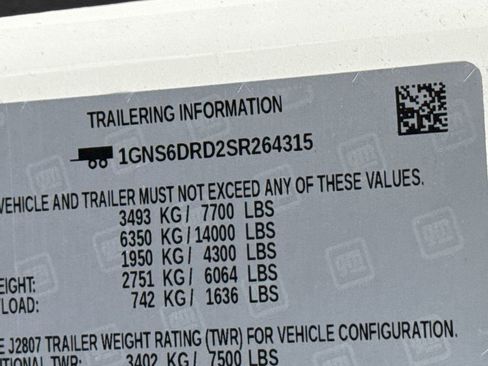 TRAILERING INFORMATION
1GNS6DRD2SR264315
VEHICLE AND TRAILER MUST NOT EXCEED ANY OF THESE VALUES.
3493 KG/ 7700 LBS
6350 KG/14000 LBS
1950 KG/ 4300 LBS
EIGHT: 2751 KG/ 6064 LBS
LOAD: 742 KG/ 1636 LBS
E J2807 TRAILER WEIGHT RATING (TWR) FOR VEHICLE CONFIGURATION.
ITIONAL TWR: 3402 KG/ 7500 LBS